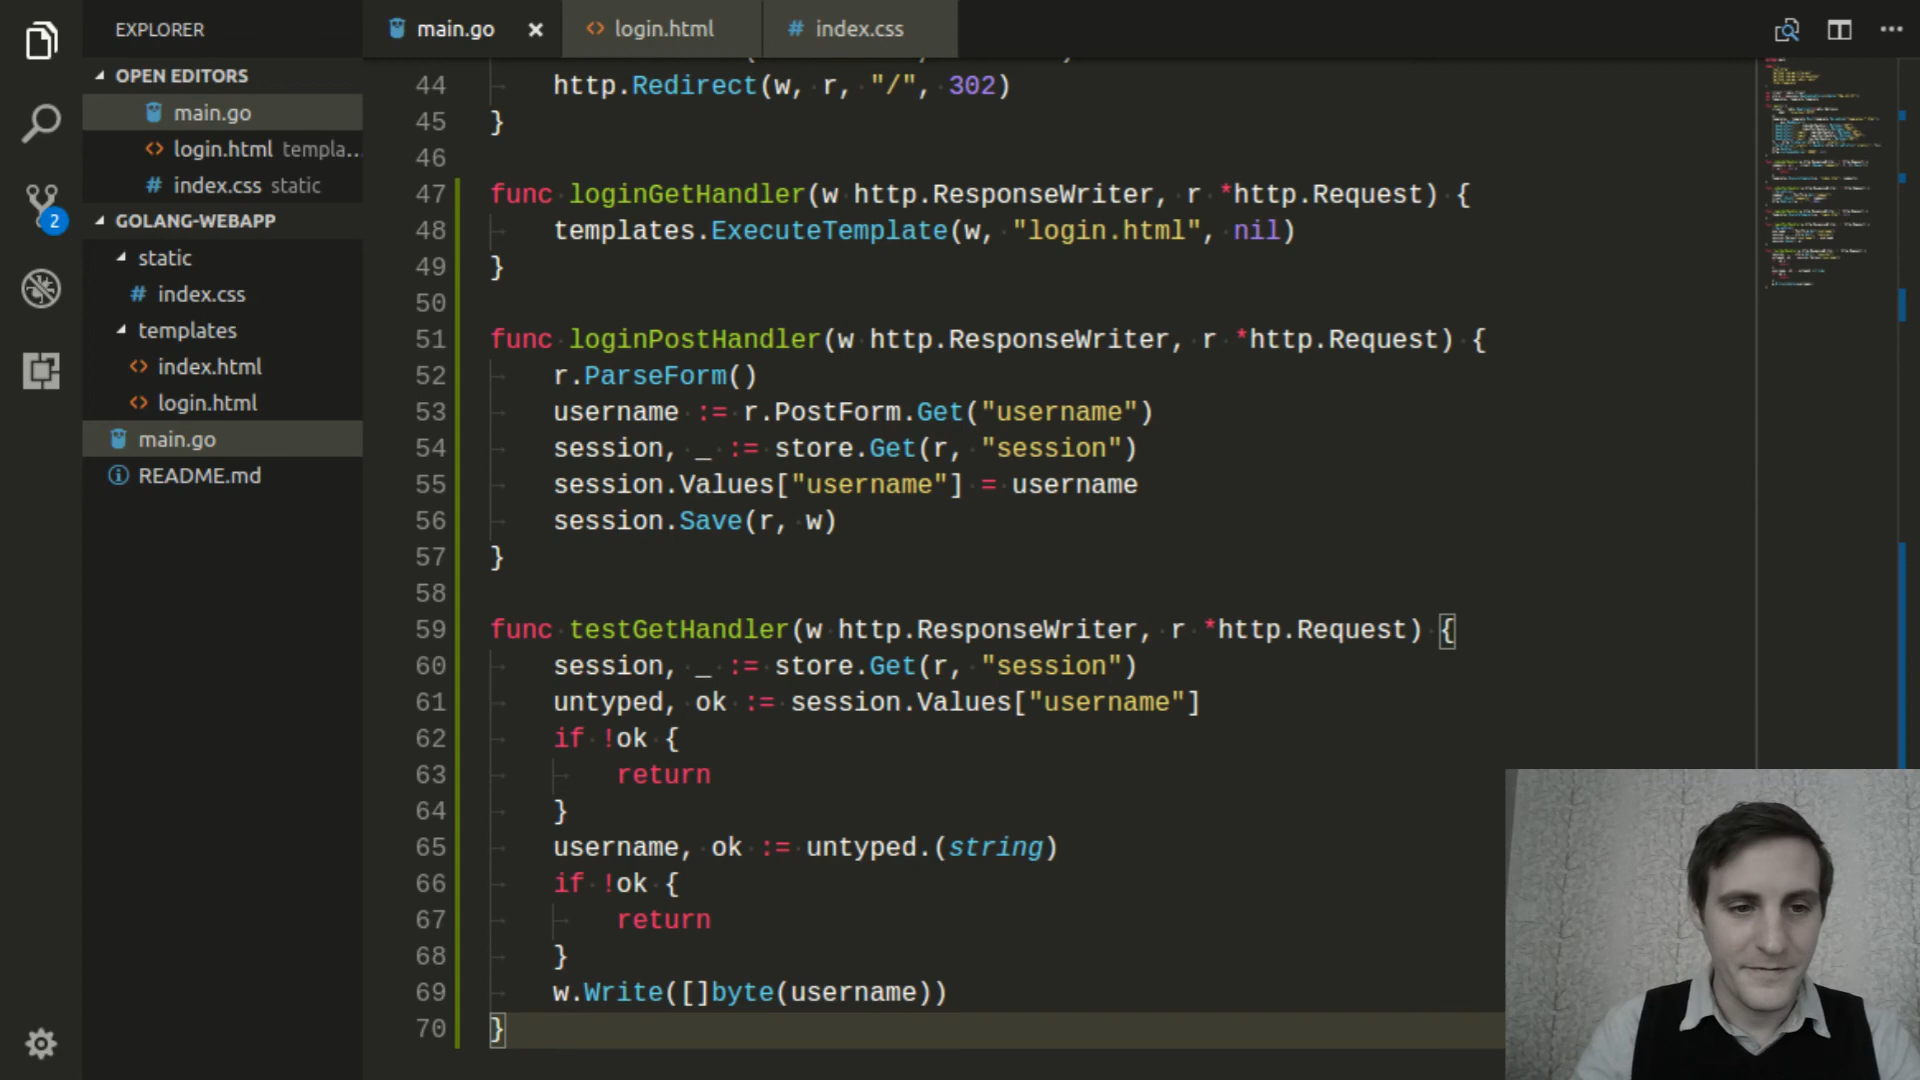 EXPLORER
OPEN EDITORS
main.go
login.html templa...
index.css static
2
GOLANG-WEBAPP
static
index.css
templates
index.html
login.html
main.go
README.md
main.go
login.html
index.css
44 http.Redirect(w, r, "/", 302)
45 }
46
47 func loginGetHandler(w http.ResponseWriter, r *http.Request) {
48 templates.ExecuteTemplate(w, "login.html", nil)
49 }
50
51 func loginPostHandler(w http.ResponseWriter, r *http.Request) {
52 r.ParseForm()
53 username := r.PostForm.Get("username")
54 session, _ := store.Get(r, "session")
55 session.Values["username"] = username
56 session.Save(r, w)
57 }
58
59 func testGetHandler(w http.ResponseWriter, r *http.Request) {
60 session, _ := store.Get(r, "session")
61 untyped, ok := session.Values["username"]
62 if !ok {
63 return
64 }
65 username, ok := untyped.(string)
66 if !ok {
67 return
68 }
69 w.Write([]byte(username))
70 }